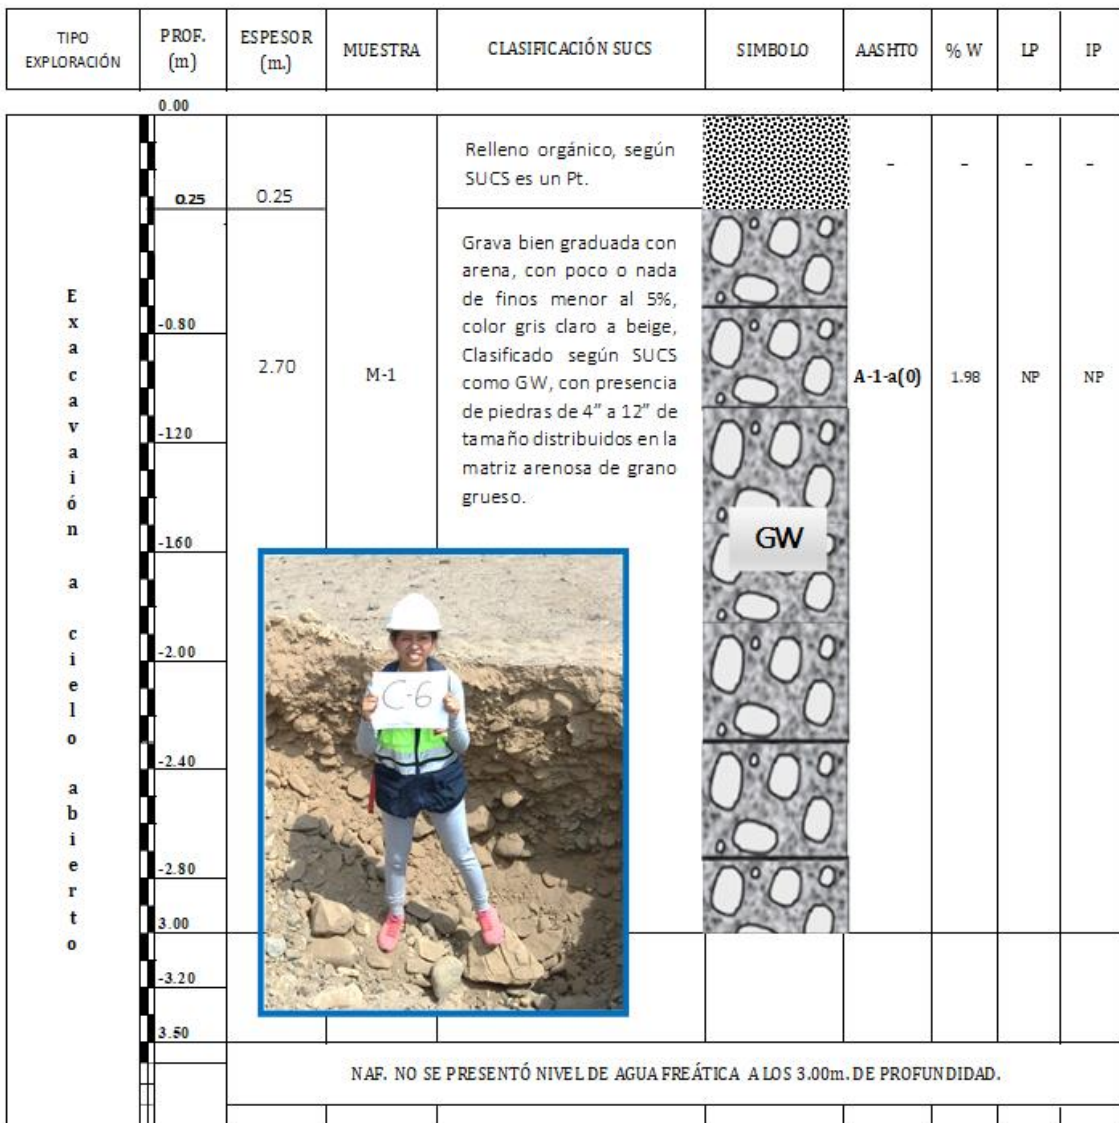 TIPO EXPLORACIÓN
PROF. (m)
ESPESOR (m.)
MUESTRA
CLASIFICACIÓN SUCS
SIMBOLO
AASHTO
% W
LP
IP
0.00
Relleno orgánico, según
SUCS es un Pt.
-
-
-
-
0.25
0.25
Grava bien graduada con
arena, con poco o nada
de finos menor al 5%,
color gris claro a beige,
Clasificado según SUCS
como GW, con presencia
de piedras de 4” a 12” de
tamaño distribuidos en la
matriz arenosa de grano
grueso.
Exacavaión a cielo abierto
-0.80
2.70
M-1
A-1-a(0)
1.98
NP
NP
-120
-160
GW
-2.00
C-6
-2.40
-2.80
3.00
-3.20
3.50
NAF. NO SE PRESENTÓ NIVEL DE AGUA FREÁTICA A LOS 3.00m. DE PROFUNDIDAD.